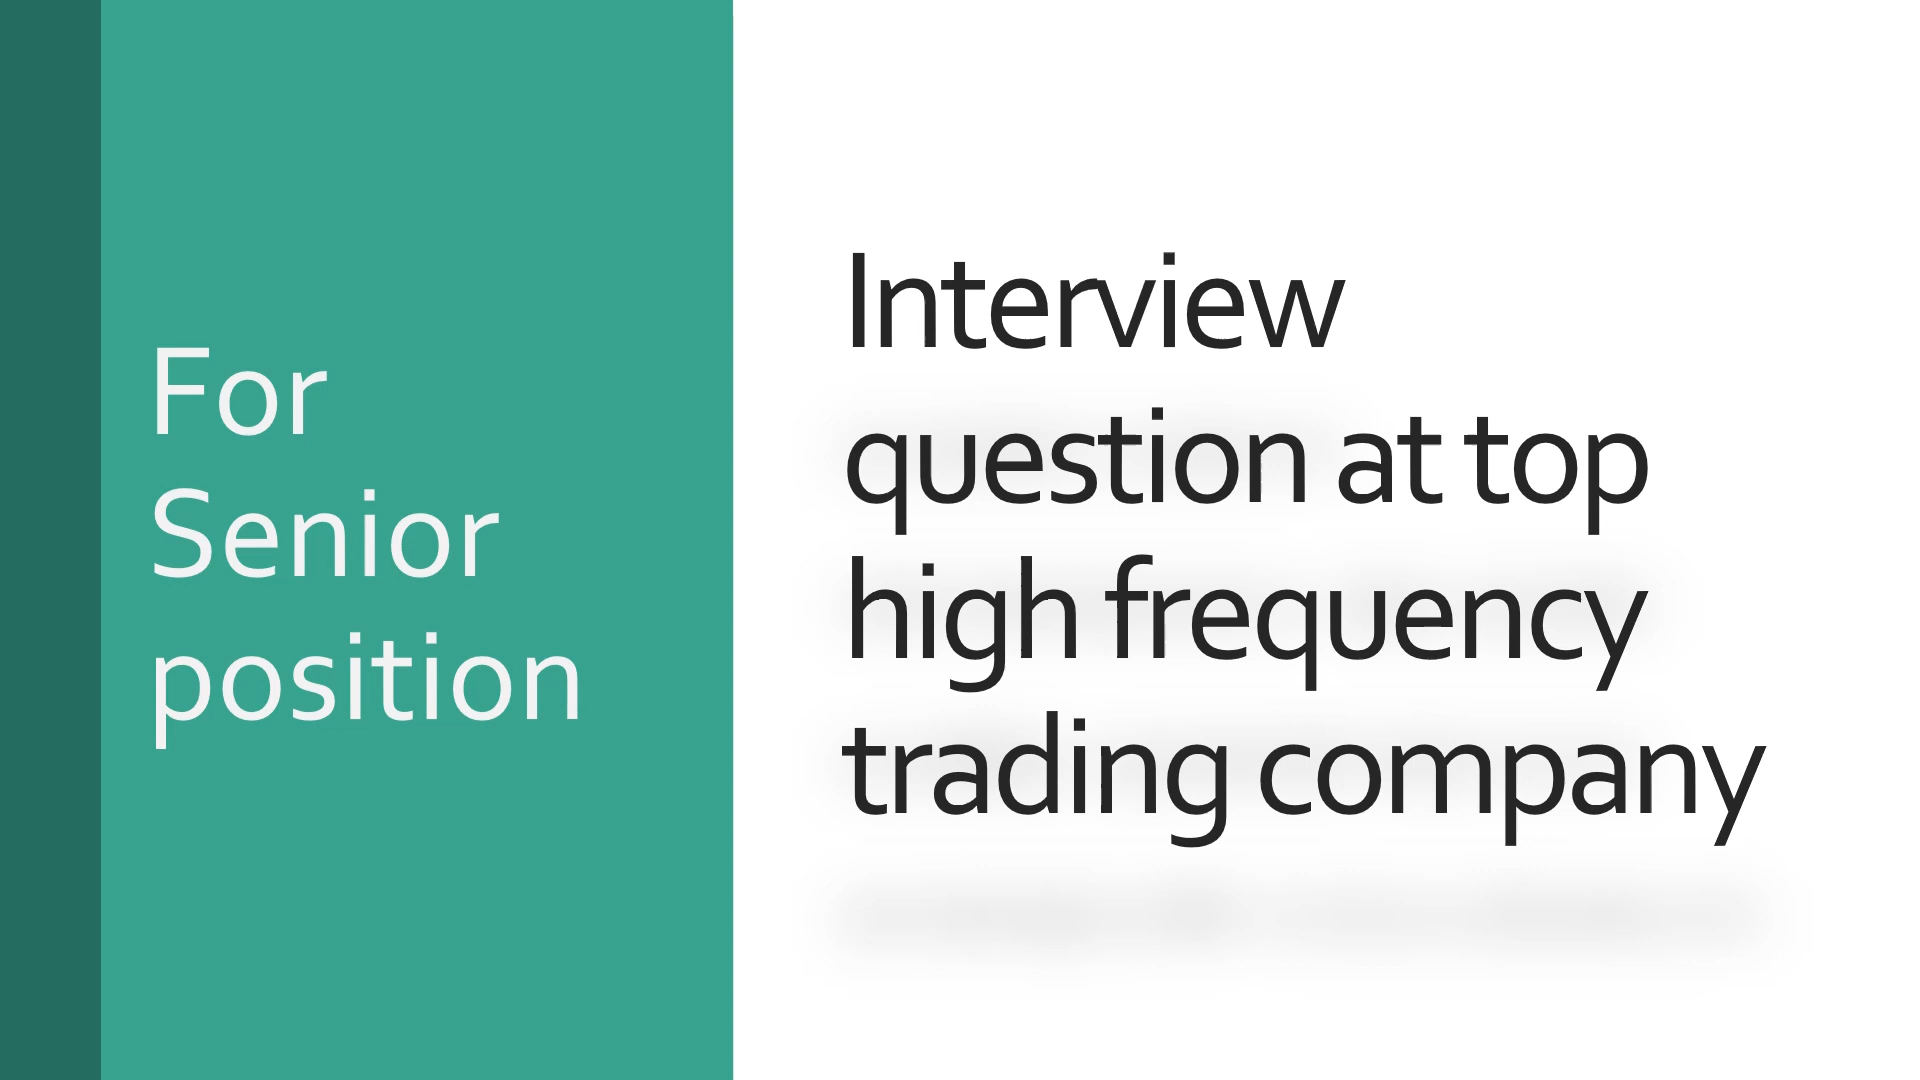 For
Senior
position
Interview
question at top
high frequency
trading company